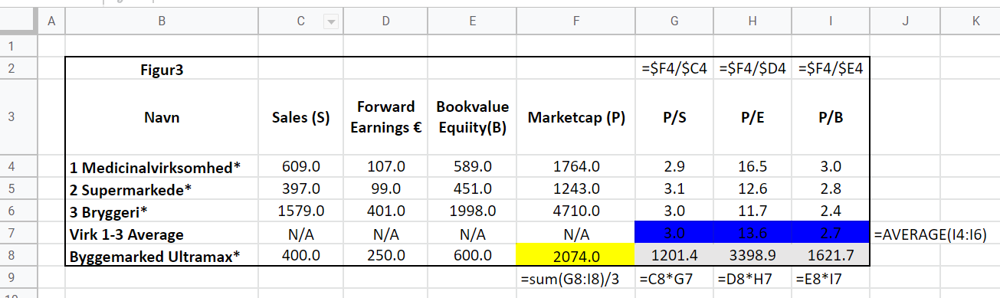 A B C D E F G H I J K
1
2 Figur3 =$F4/$C4 =$F4/$D4 =$F4/$E4
3 Navn Sales (S) Forward Earnings € Bookvalue Equiity(B) Marketcap (P) P/S P/E P/B
4 1 Medicinalvirksomhed* 609.0 107.0 589.0 1764.0 2.9 16.5 3.0
5 2 Supermarkede* 397.0 99.0 451.0 1243.0 3.1 12.6 2.8
6 3 Bryggeri* 1579.0 401.0 1998.0 4710.0 3.0 11.7 2.4
7 Virk 1-3 Average N/A N/A N/A N/A 3.0 13.6 2.7 =AVERAGE(I4:I6)
8 Byggemarked Ultramax* 400.0 250.0 600.0 2074.0 1201.4 3398.9 1621.7
9 =sum(G8:I8)/3 =C8*G7 =D8*H7 =E8*I7